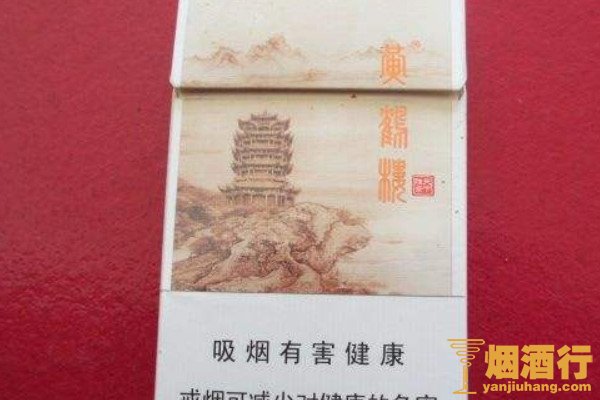 黄鹤楼
吸烟有害健康
戒烟可减少对健康的危害
烟酒行
yanjiuhang.com